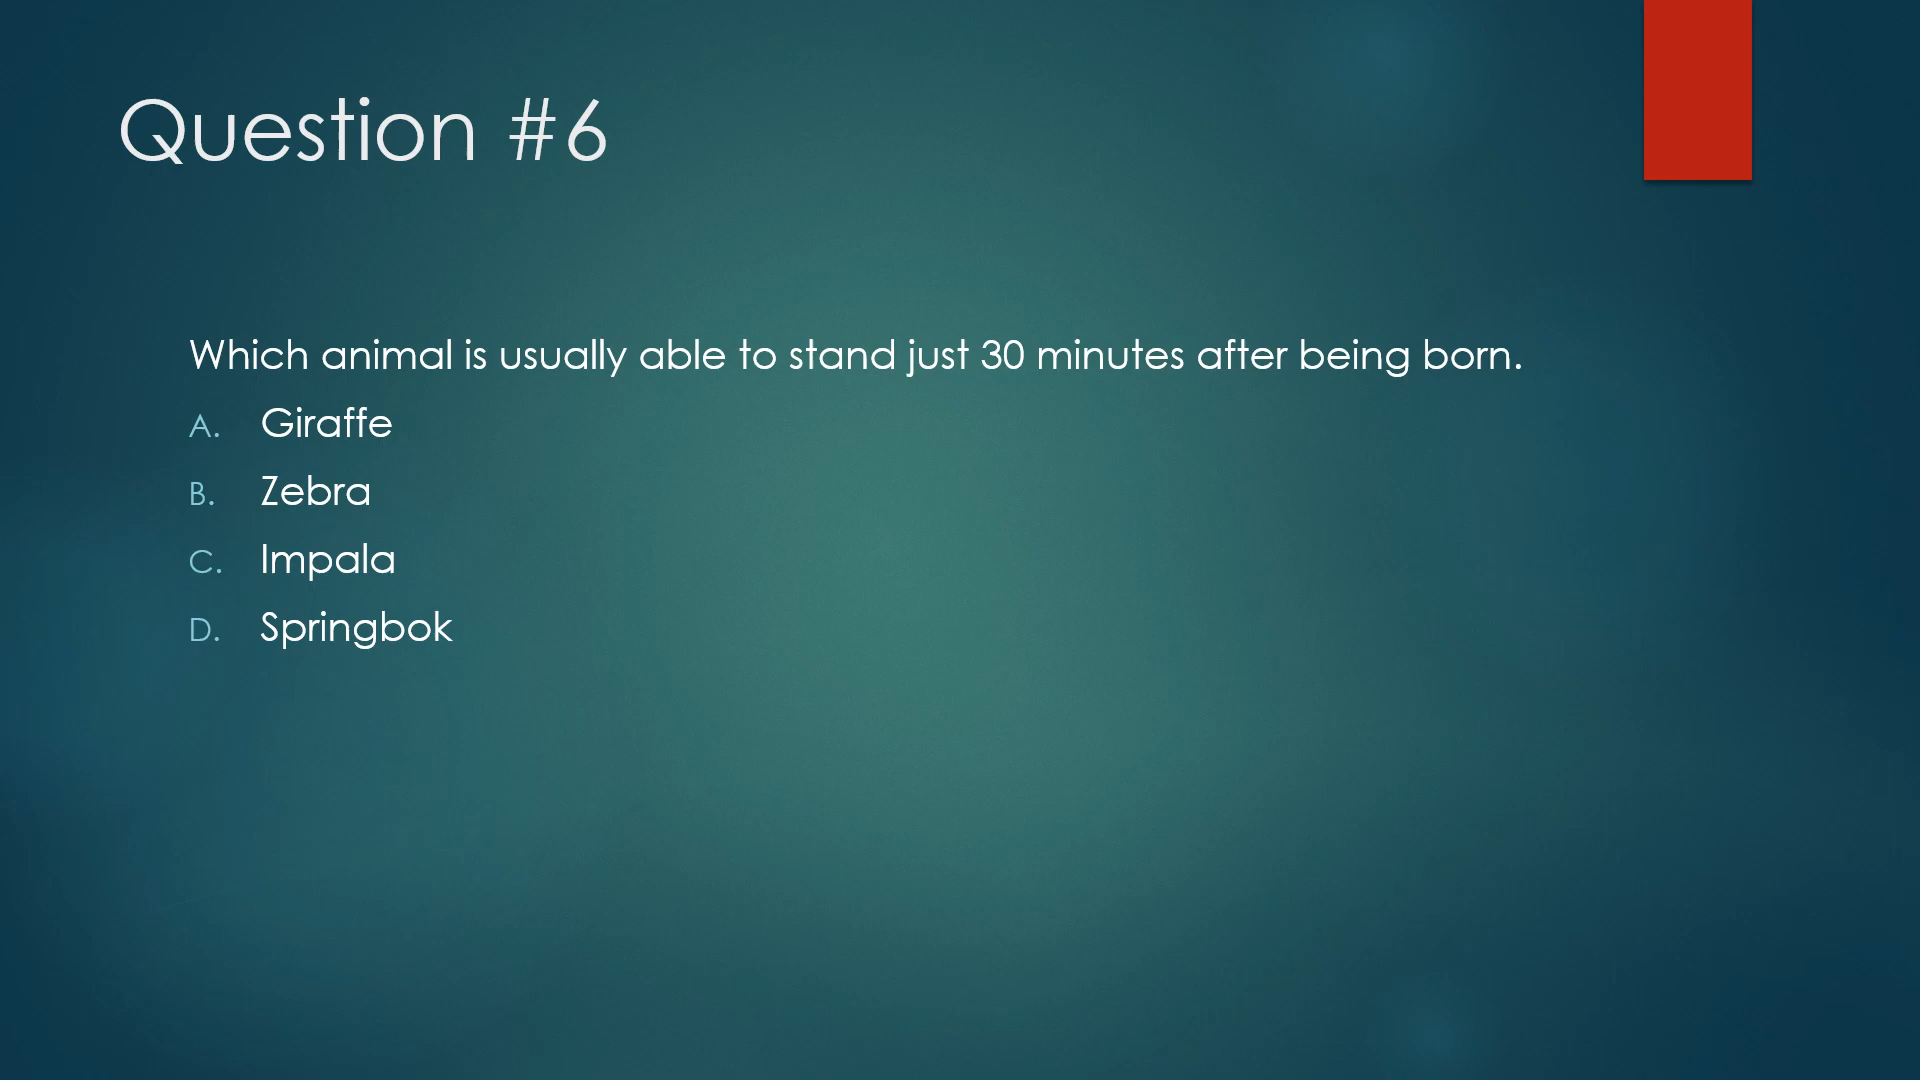 Question #6
Which animal is usually able to stand just 30 minutes after being born.
A. Giraffe
B. Zebra
C. Impala
D. Springbok